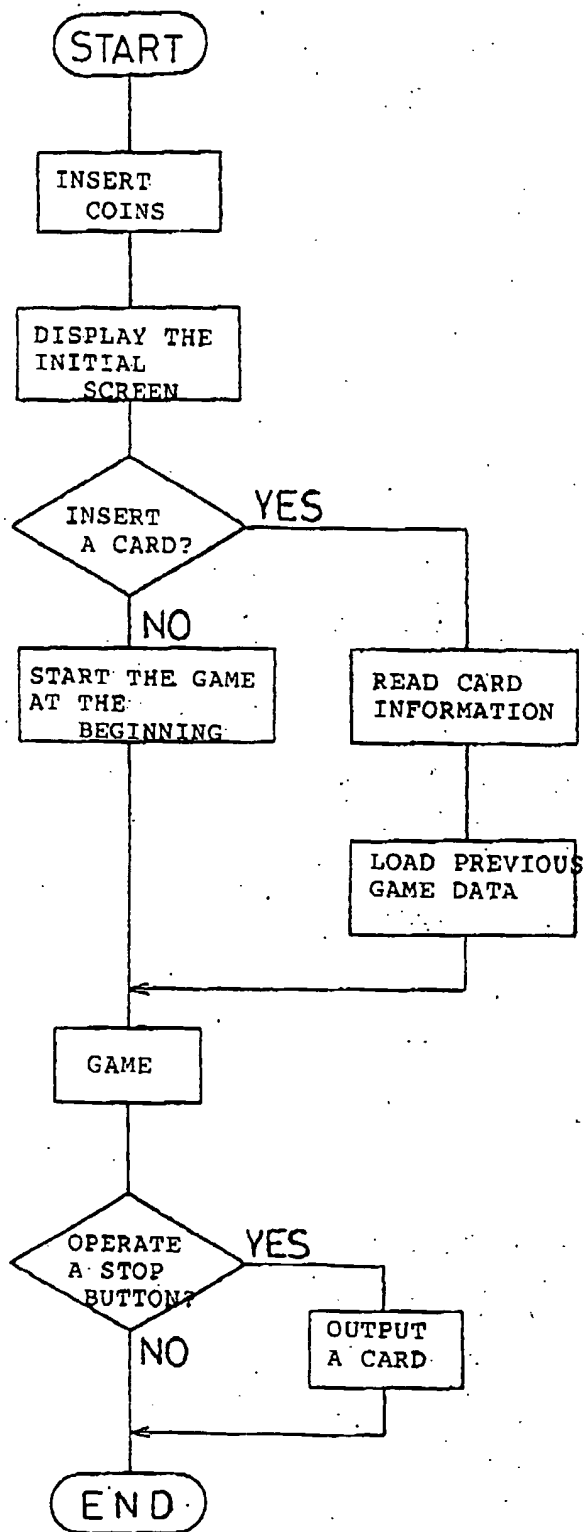 START
INSERT
COINS
DISPLAY THE
INITIAL
SCREEN
INSERT
A CARD?
YES
NO
START THE GAME
AT THE
BEGINNING
READ CARD
INFORMATION
LOAD PREVIOUS
GAME DATA
GAME
OPERATE
A STOP
BUTTON?
YES
NO
OUTPUT
A CARD
END